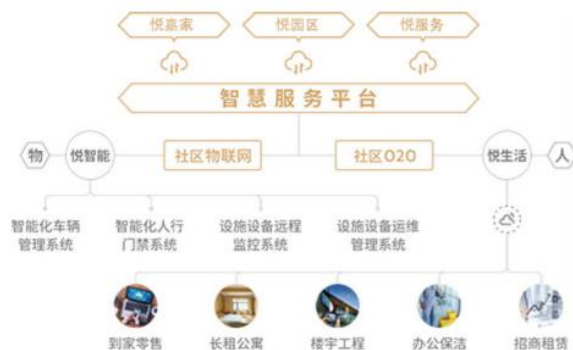 悦嘉家 悦园区 悦服务
智慧服务平台
物 悦智能 社区物联网 社区O2O 悦生活 人
智能化车辆 智能化人行 设施设备远程 设施设备运维
管理系统 门禁系统 监控系统 管理系统
到家零售 长租公寓 楼宇工程 办公保洁 招商租赁